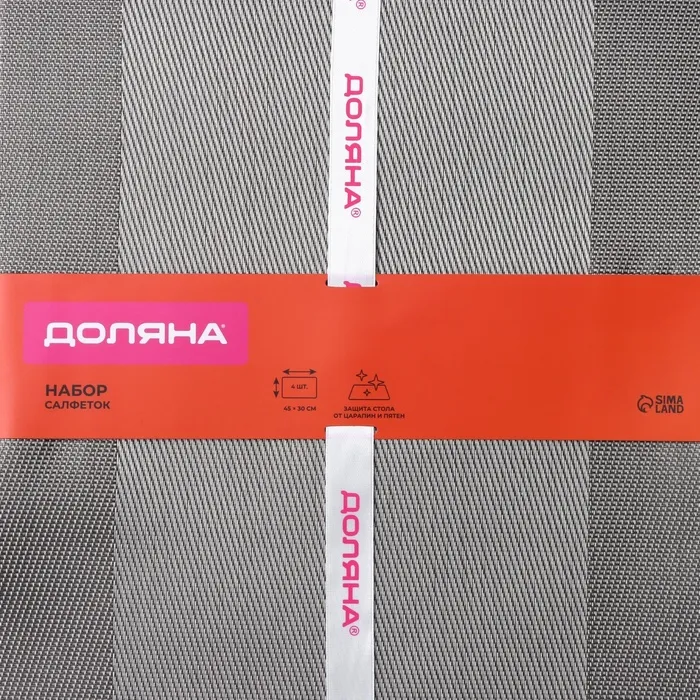 ДОЛЯНА®
ДОЛЯНА®
НАБОР
САЛФЕТОК
4 ШТ.
45 × 30 СМ
ЗАЩИТА СТОЛА
ОТ ЦАРАПИН И ПЯТЕН
SIMA
LAND
ДОЛЯНА®